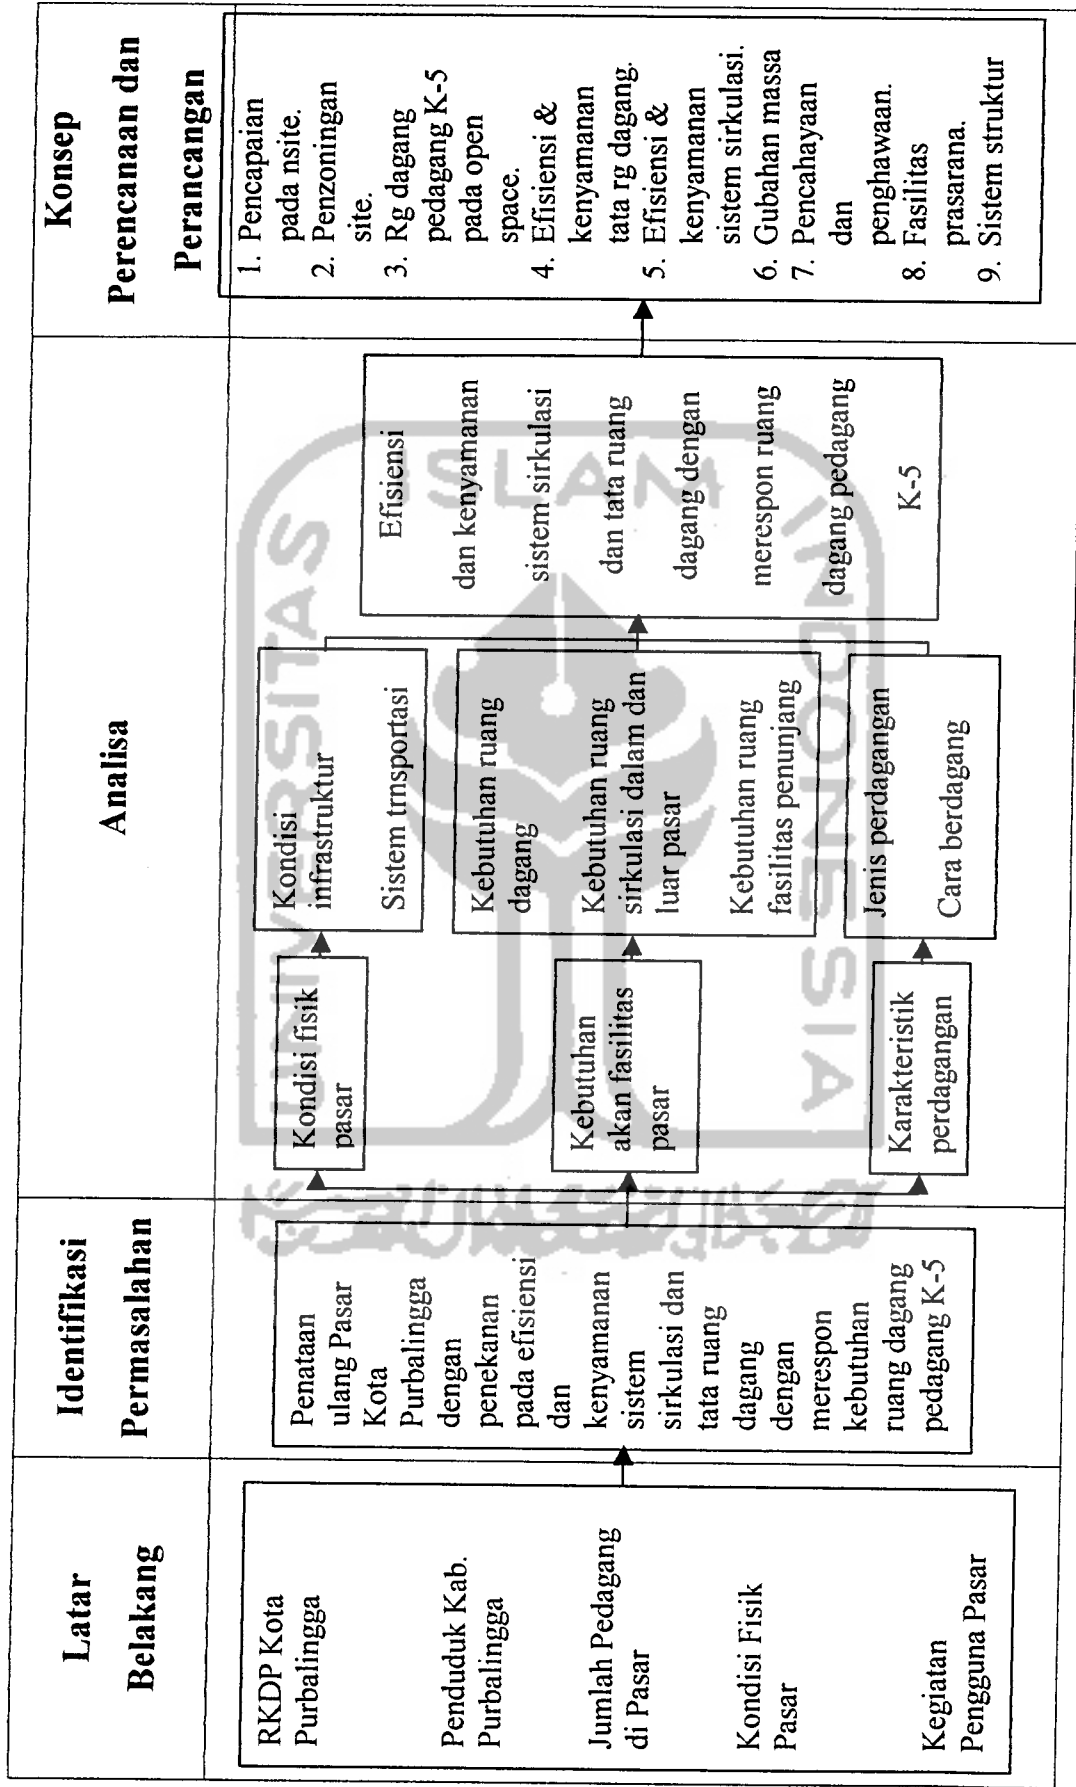 Latar
Belakang
RKDP Kota
Purbalingga
Penduduk Kab.
Purbalingga
Jumlah Pedagang
di Pasar
Kondisi Fisik
Pasar
Kegiatan
Pengguna Pasar
Identifikasi
Permasalahan
Penataan
ulang Pasar
Kota
Purbalingga
dengan
penekanan
pada efisiensi
dan
kenyamanan
sistem
sirkulasi dan
tata ruang
dagang
dengan
merespon
kebutuhan
ruang dagang
pedagang K-5
Analisa
Kondisi fisik
pasar
Kebutuhan
akan fasilitas
pasar
Karakteristik
perdagangan
Kondisi
infrastruktur
Sistem trnsportasi
Kebutuhan ruang
dagang
Kebutuhan ruang
sirkulasi dalam dan
luar pasar
Kebutuhan ruang
fasilitas penunjang
Jenis perdagangan
Cara berdagang
Efisiensi
dan kenyamanan
sistem sirkulasi
dan tata ruang
dagang dengan
merespon ruang
dagang pedagang
K-5
Konsep
Perencanaan dan
Perancangan
1. Pencapaian
pada nsite.
2. Penzoningan
site.
3. Rg dagang
pedagang K-5
pada open
space.
4. Efisiensi &
kenyamanan
tata rg dagang.
5. Efisiensi &
kenyamanan
sistem sirkulasi.
6. Gubahan massa
7. Pencahayaan
dan
penghawaan.
8. Fasilitas
prasarana.
9. Sistem struktur
UNIVERSITAS
ISLAM
INDONESIA